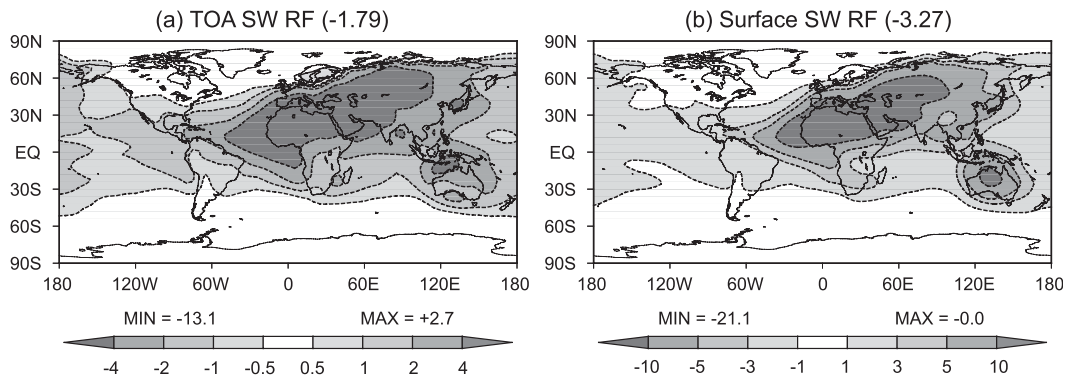 (a) TOA SW RF (-1.79)
90N
60N
30N
EQ
30S
60S
90S
180 120W 60W 0 60E 120E 180
MIN = -13.1 MAX = +2.7
-4 -2 -1 -0.5 0.5 1 2 4
(b) Surface SW RF (-3.27)
90N
60N
30N
EQ
30S
60S
90S
180 120W 60W 0 60E 120E 180
MIN = -21.1 MAX = -0.0
-10 -5 -3 -1 1 3 5 10